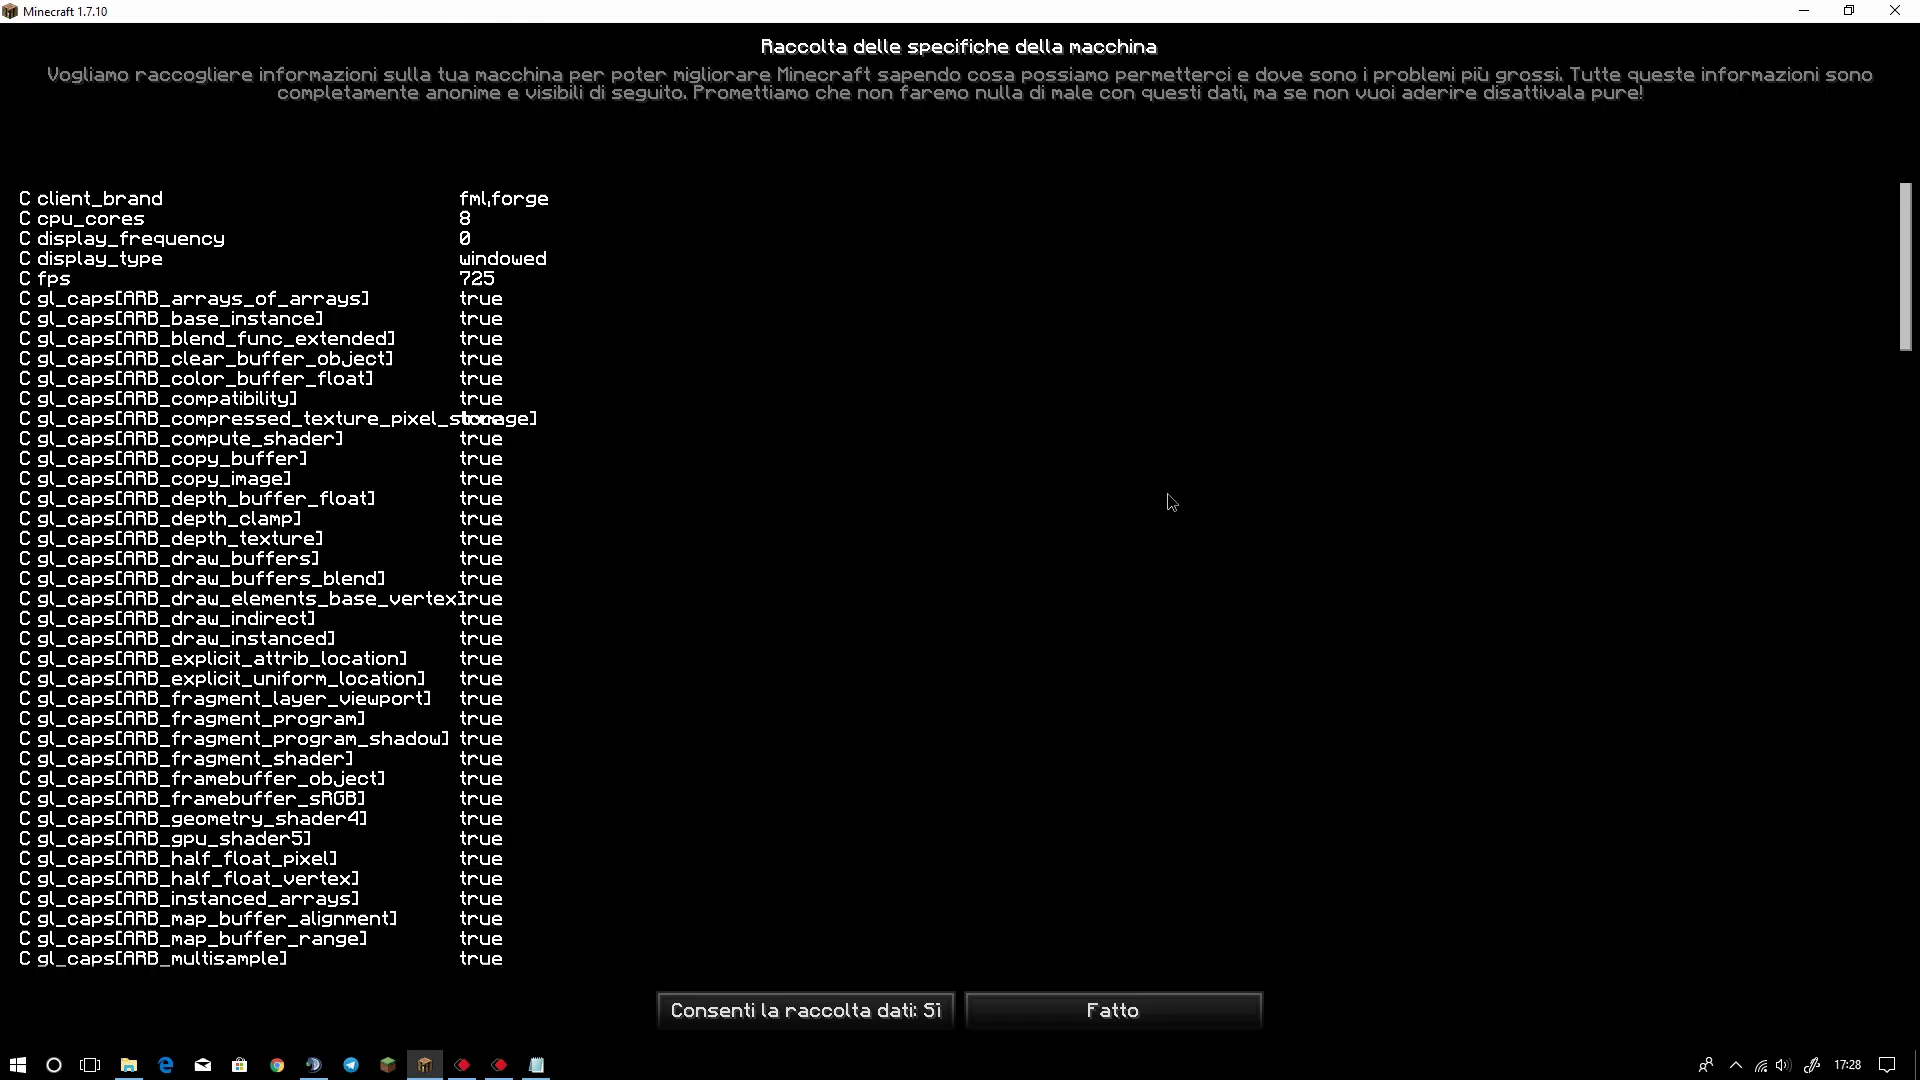 Minecraft 1.7.10
Raccolta delle specifiche della macchina
Vogliamo raccogliere informazioni sulla tua macchina per poter migliorare Minecraft sapendo cosa possiamo permetterci e dove sono i problemi più grossi. Tutte queste informazioni sono
completamente anonime e visibili di seguito. Promettiamo che non faremo nulla di male con questi dati, ma se non vuoi aderire disattivala pure!
C client_brand fml,forge
C cpu_cores 8
C display_frequency 0
C display_type windowed
C fps 725
C gl_caps[ARB_arrays_of_arrays] true
C gl_caps[ARB_base_instance] true
C gl_caps[ARB_blend_func_extended] true
C gl_caps[ARB_clear_buffer_object] true
C gl_caps[ARB_color_buffer_float] true
C gl_caps[ARB_compatibility] true
C gl_caps[ARB_compressed_texture_pixel_storage] true
C gl_caps[ARB_compute_shader] true
C gl_caps[ARB_copy_buffer] true
C gl_caps[ARB_copy_image] true
C gl_caps[ARB_depth_buffer_float] true
C gl_caps[ARB_depth_clamp] true
C gl_caps[ARB_depth_texture] true
C gl_caps[ARB_draw_buffers] true
C gl_caps[ARB_draw_buffers_blend] true
C gl_caps[ARB_draw_elements_base_vertex] true
C gl_caps[ARB_draw_indirect] true
C gl_caps[ARB_draw_instanced] true
C gl_caps[ARB_explicit_attrib_location] true
C gl_caps[ARB_explicit_uniform_location] true
C gl_caps[ARB_fragment_layer_viewport] true
C gl_caps[ARB_fragment_program] true
C gl_caps[ARB_fragment_program_shadow] true
C gl_caps[ARB_fragment_shader] true
C gl_caps[ARB_framebuffer_object] true
C gl_caps[ARB_framebuffer_sRGB] true
C gl_caps[ARB_geometry_shader4] true
C gl_caps[ARB_gpu_shader5] true
C gl_caps[ARB_half_float_pixel] true
C gl_caps[ARB_half_float_vertex] true
C gl_caps[ARB_instanced_arrays] true
C gl_caps[ARB_map_buffer_alignment] true
C gl_caps[ARB_map_buffer_range] true
C gl_caps[ARB_multisample] true
Consenti la raccolta dati: Sì
Fatto
17:28